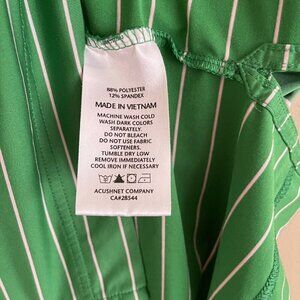 88% POLYESTER
12% SPANDEX
MADE IN VIETNAM
MACHINE WASH COLD
WASH DARK COLORS
SEPARATELY.
DO NOT BLEACH
DO NOT USE FABRIC
SOFTENERS.
TUMBLE DRY LOW
REMOVE IMMEDIATELY
COOL IRON IF NECESSARY
ACUSHNET COMPANY
CA#28544